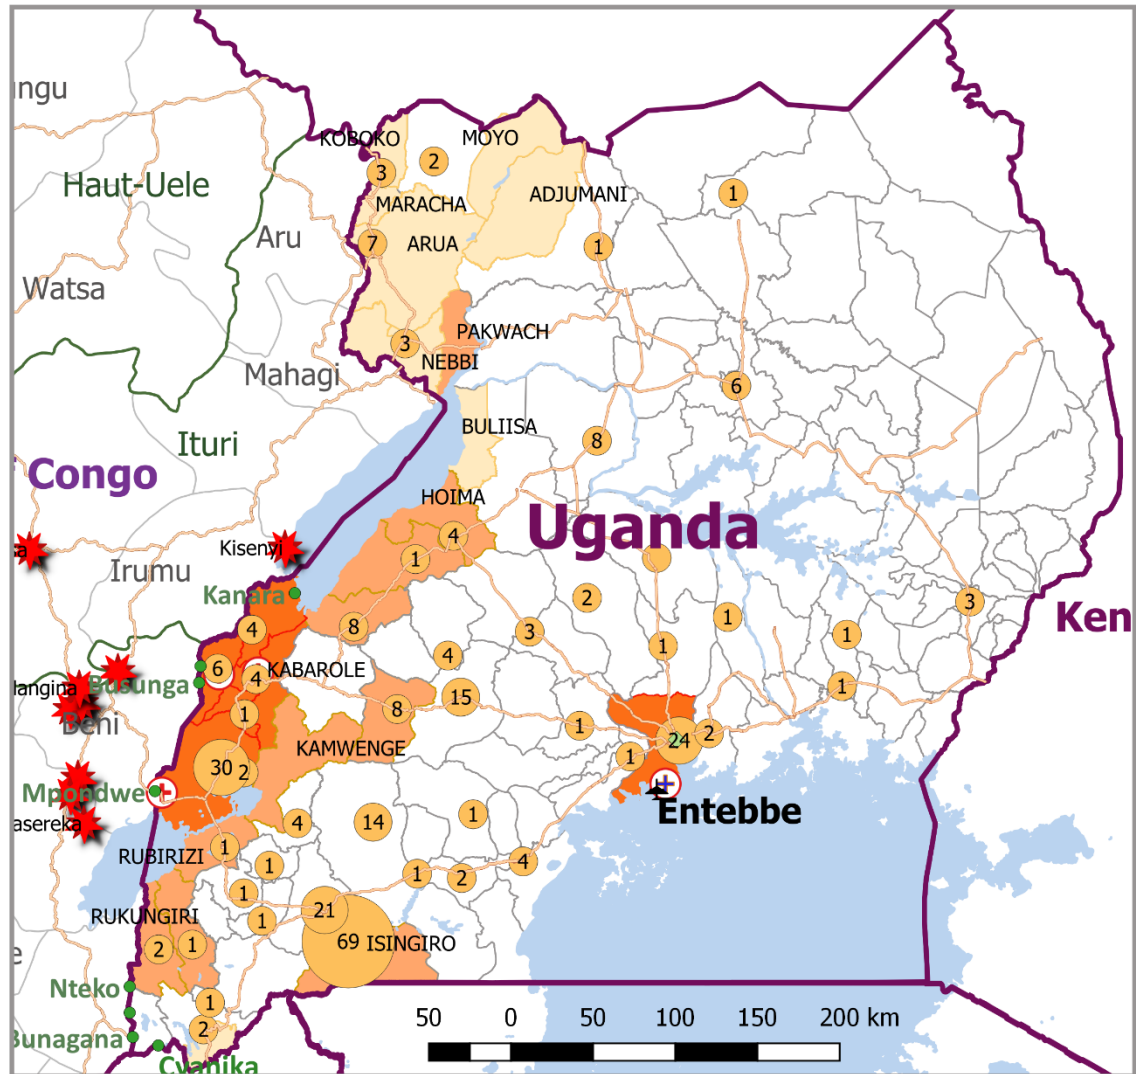 ngu
KOBOKO
MOYO
2
3
Haut-Uele
1
ADJUMANI
MARACHA
Aru
7
ARUA
1
Watsa
PAKWACH
3
NEBBI
Mahagi
6
BULIISA
Ituri
8
Congo
HOIMA
Uganda
4
Kisenyi
1
Irumu
Kanara
2
3
Ken
1
4
8
3
1
1
4
6
KABAROLE
4
Busunga
15
8
1
Beni
1
2
KAMWENGE
24
1
30
2
Mpondwe
Entebbe
asereka
4
14
1
RUBIRIZI
1
4
1
1
2
1
RUKUNGIRI
21
1
69
ISINGIRO
2
1
Nteko
1
50 0 50 100 150 200 km
2
Bunagana
Cyanika